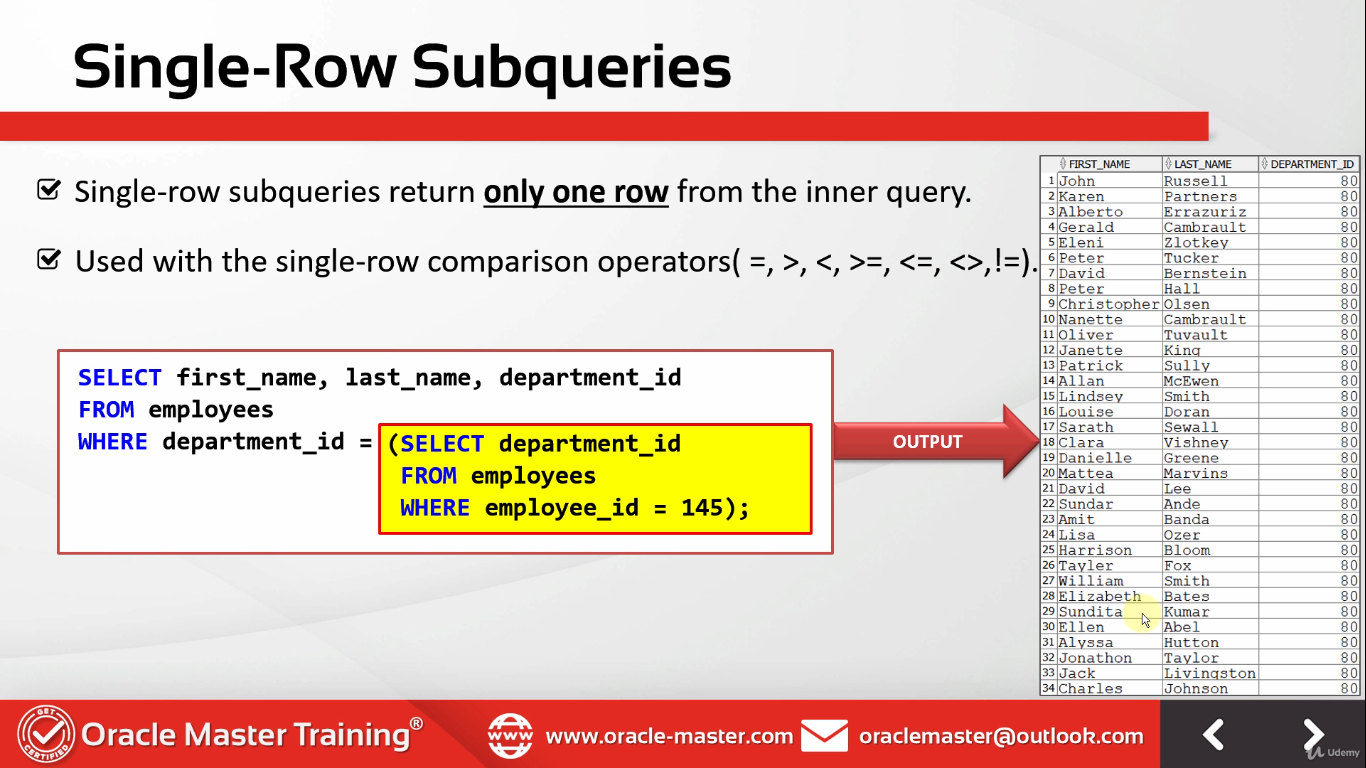 Single-Row Subqueries
Single-row subqueries return only one row from the inner query.
Used with the single-row comparison operators( =, >, <, >=, <=, <>,!=).
SELECT first_name, last_name, department_id
FROM employees
WHERE department_id = (SELECT department_id
FROM employees
WHERE employee_id = 145);
OUTPUT
FIRST_NAME LAST_NAME DEPARTMENT_ID
1 John Russell 80
2 Karen Partners 80
3 Alberto Errazuriz 80
4 Gerald Cambrault 80
5 Eleni Zlotkey 80
6 Peter Tucker 80
7 David Bernstein 80
8 Peter Hall 80
9 Christopher Olsen 80
10 Nanette Cambrault 80
11 Oliver Tuvault 80
12 Janette King 80
13 Patrick Sully 80
14 Allan McEwen 80
15 Lindsey Smith 80
16 Louise Doran 80
17 Sarath Sewall 80
18 Clara Vishney 80
19 Danielle Greene 80
20 Mattea Marvins 80
21 David Lee 80
22 Sundar Ande 80
23 Amit Banda 80
24 Lisa Ozer 80
25 Harrison Bloom 80
26 Tayler Fox 80
27 William Smith 80
28 Elizabeth Bates 80
29 Sundita Kumar 80
30 Ellen Abel 80
31 Alyssa Hutton 80
32 Jonathon Taylor 80
33 Jack Livingston 80
34 Charles Johnson 80
GET CERTIFIED
Oracle Master Training®
WWW
www.oracle-master.com
oraclemaster@outlook.com
Udemy